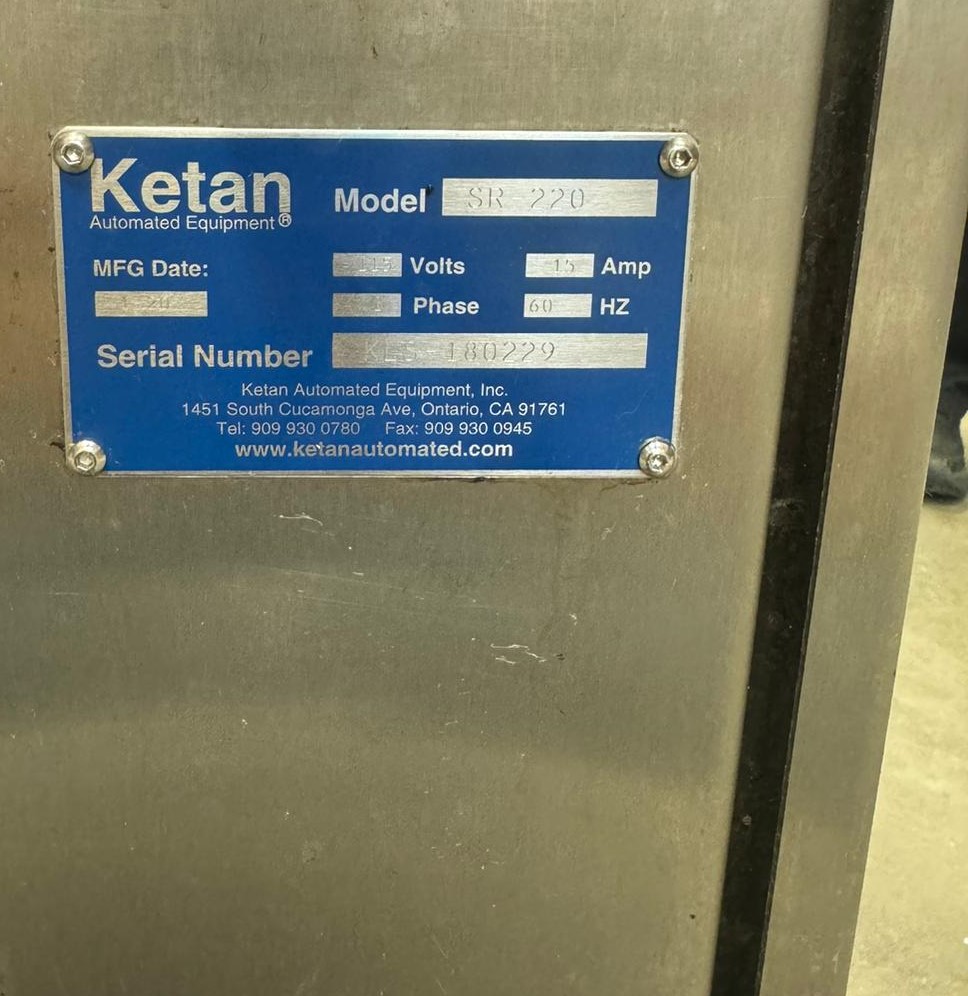 Ketan
Automated Equipment®
Model SR 220
MFG Date:
115 Volts 15 Amp
1 Phase 60 HZ
Serial Number 180229
Ketan Automated Equipment, Inc.
1451 South Cucamonga Ave, Ontario, CA 91761
Tel: 909 930 0780 Fax: 909 930 0945
www.ketanautomated.com